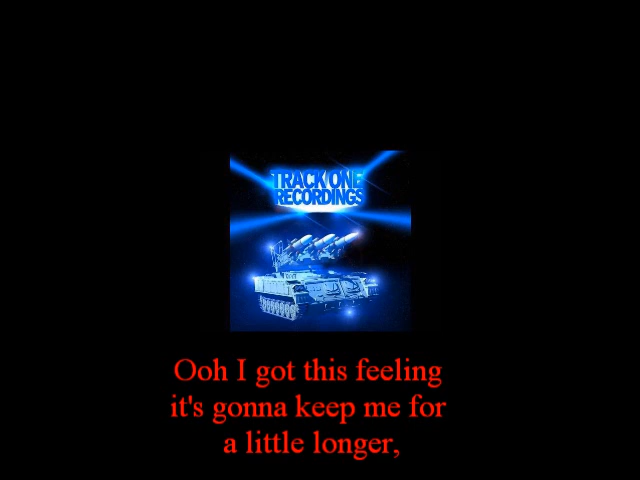 TRACK ONE
RECORDINGS
Ooh I got this feeling
it's gonna keep me for
a little longer,